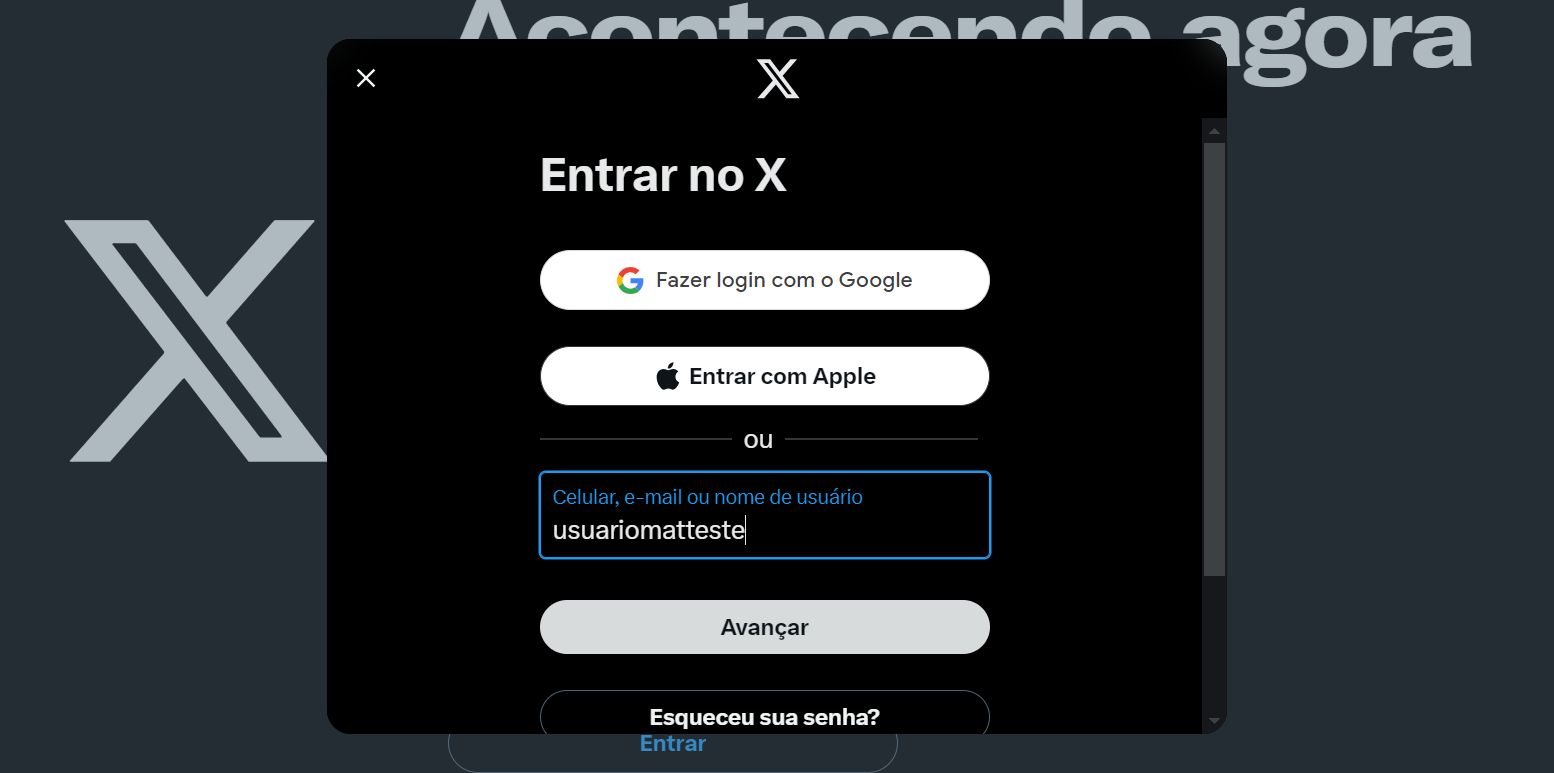 Acontecendo agora
Entrar no X
Fazer login com o Google
Entrar com Apple
ou
Celular, e-mail ou nome de usuário
usuariomatteste
Avançar
Esqueceu sua senha?
Entrar